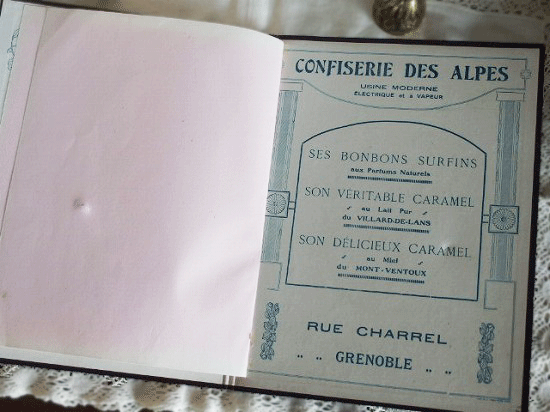 CONFISERIE DES ALPES
USINE MODERNE
ÉLECTRIQUE et à VAPEUR
SES BONBONS SURFINS
aux Parfums Naturels
SON VÉRITABLE CARAMEL
au Lait Pur
du VILLARD-DE-LANS
SON DÉLICIEUX CARAMEL
au Miel
du MONT-VENTOUX
RUE CHARREL
" " GRENOBLE " "